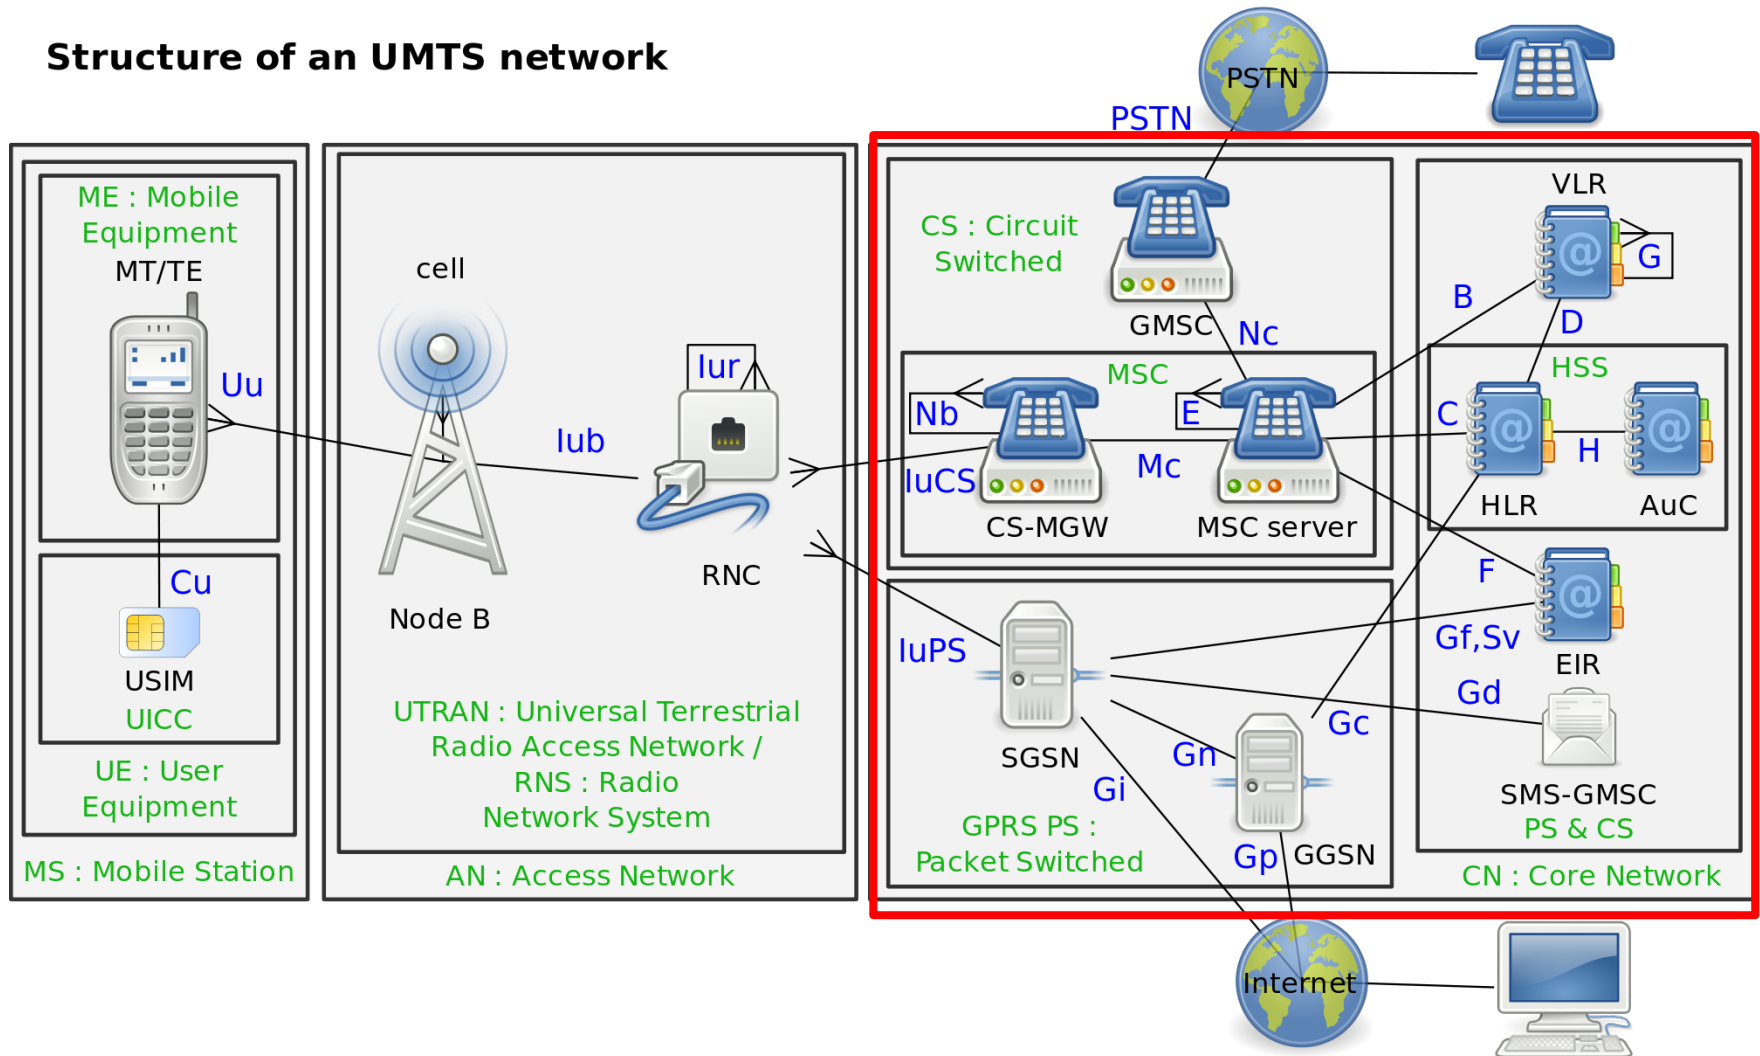 Structure of an UMTS network
PSTN
PSTN
ME : Mobile
Equipment
MT/TE
Uu
Cu
USIM
UICC
UE : User
Equipment
MS : Mobile Station
cell
Node B
Iub
Iur
RNC
UTRAN : Universal Terrestrial
Radio Access Network /
RNS : Radio
Network System
AN : Access Network
CS : Circuit
Switched
GMSC
Nc
MSC
Nb
E
IuCS
Mc
CS-MGW
MSC server
VLR
G
B
D
HSS
C
H
HLR
AuC
F
Gf,Sv
EIR
Gd
SMS-GMSC
PS & CS
IuPS
SGSN
Gn
Gc
Gi
GPRS PS :
Packet Switched
Gp
GGSN
CN : Core Network
Internet